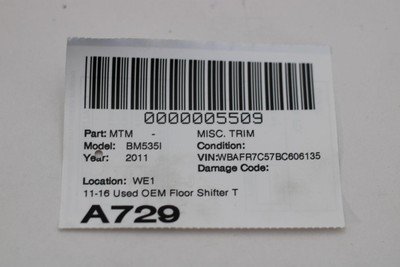 0000005509
Part: MTM - MISC. TRIM
Model: BM535I Condition:
Year: 2011 VIN:WBAFR7C57BC606135
Damage Code:
Location: WE1
11-16 Used OEM Floor Shifter T
A729